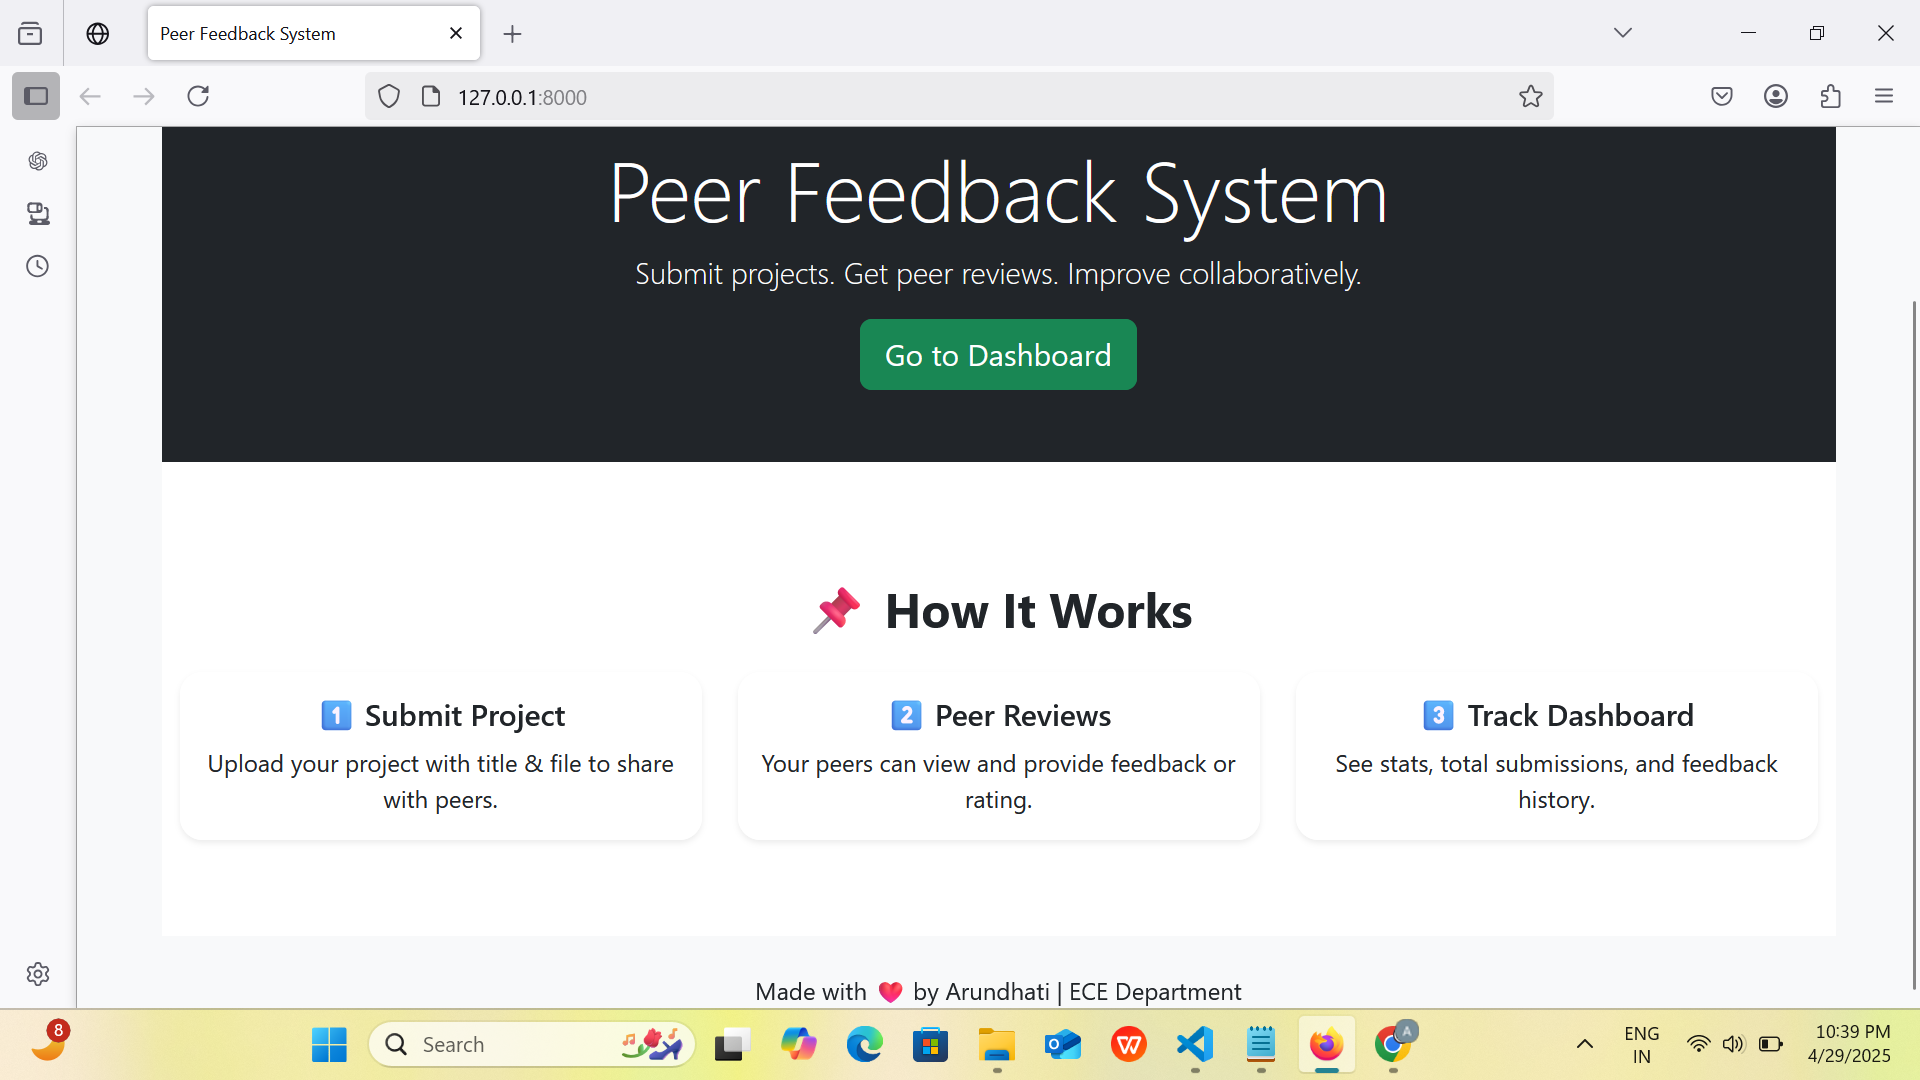 Peer Feedback System
127.0.0.1:8000
Peer Feedback System
Submit projects. Get peer reviews. Improve collaboratively.
Go to Dashboard
📌 How It Works
1️⃣ Submit Project
Upload your project with title & file to share
with peers.
2️⃣ Peer Reviews
Your peers can view and provide feedback or
rating.
3️⃣ Track Dashboard
See stats, total submissions, and feedback
history.
Made with ❤️ by Arundhati | ECE Department
8
Search
A
ENG
IN
10:39 PM
4/29/2025